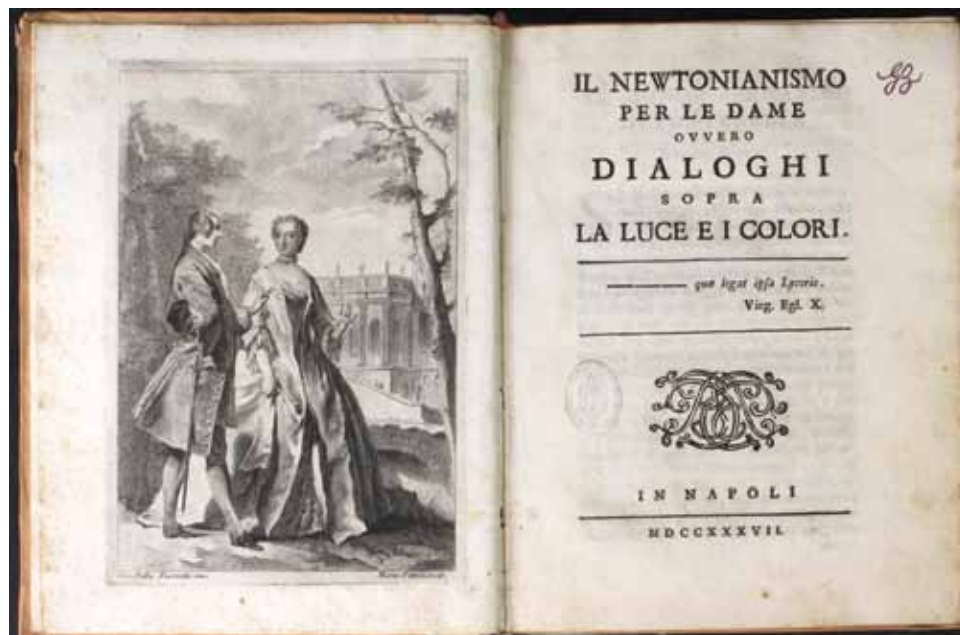 IL NEWTONIANISMO
PER LE DAME
OVVERO
DIALOGHI
SOPRA
LA LUCE E I COLORI.
quæ legat ipsa Lycoris.
Virg. Egl. X.
IN NAPOLI
MDCCXXXVII.